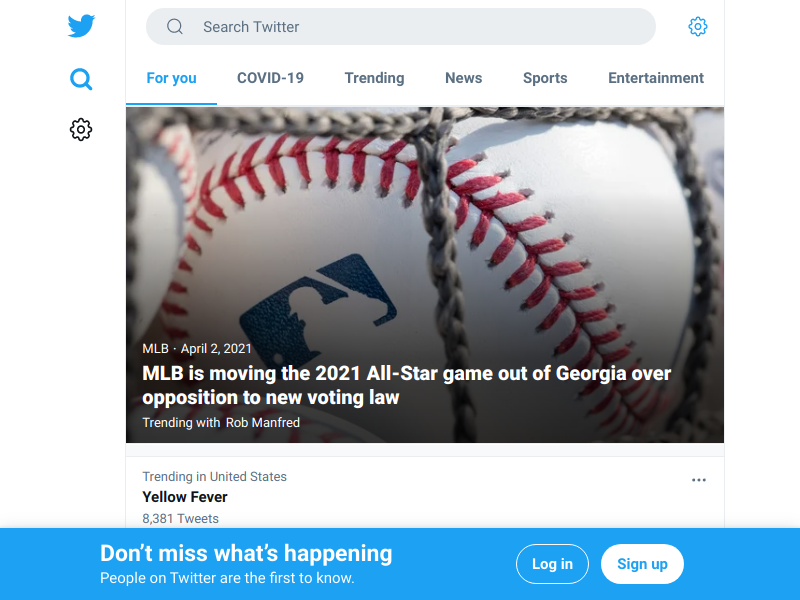 Search Twitter
For you COVID-19 Trending News Sports Entertainment
MLB · April 2, 2021
MLB is moving the 2021 All-Star game out of Georgia over
opposition to new voting law
Trending with Rob Manfred
Trending in United States
Yellow Fever
8,381 Tweets
Don’t miss what’s happening
People on Twitter are the first to know.
Log in
Sign up